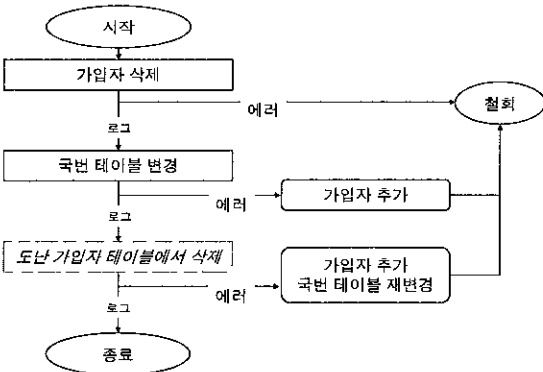 시작
가입자 삭제
철회
에러
로그
국번 테이블 변경
가입자 추가
에러
로그
도난 가입자 테이블에서 삭제
가입자 추가
국번 테이블 재변경
에러
로그
종료